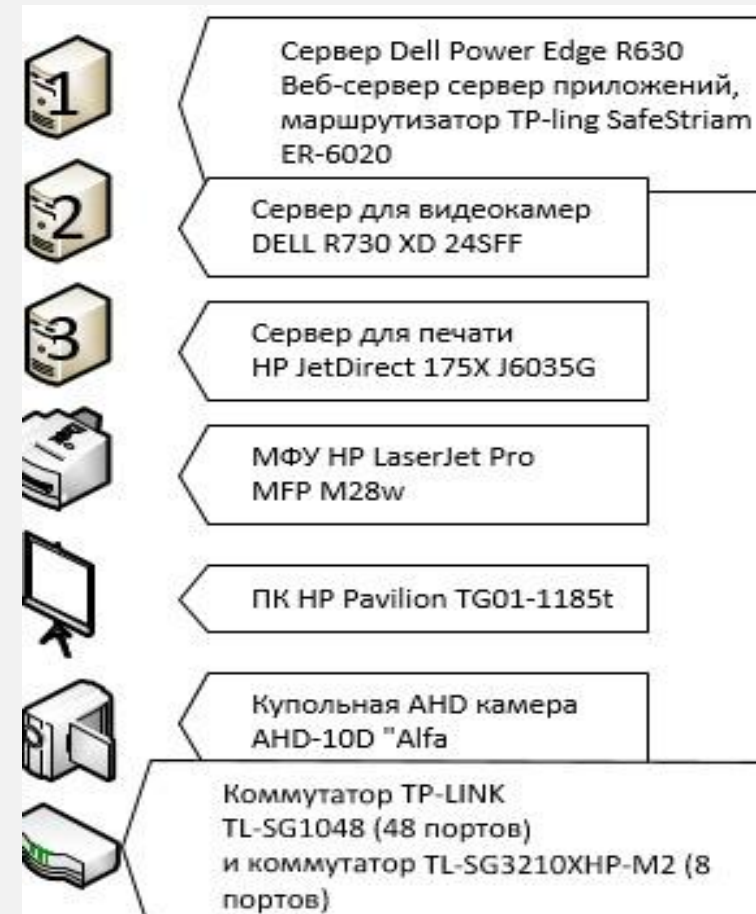 1
Сервер Dell Power Edge R630
Веб-сервер сервер приложений,
маршрутизатор TP-ling SafeStriam
ER-6020
2
Сервер для видеокамер
DELL R730 XD 24SFF
3
Сервер для печати
HP JetDirect 175X J6035G
МФУ HP LaserJet Pro
MFP M28w
ПК HP Pavilion TG01-1185t
Купольная AHD камера
AHD-10D "Alfa
Коммутатор TP-LINK
TL-SG1048 (48 портов)
и коммутатор TL-SG3210XHP-M2 (8
портов)